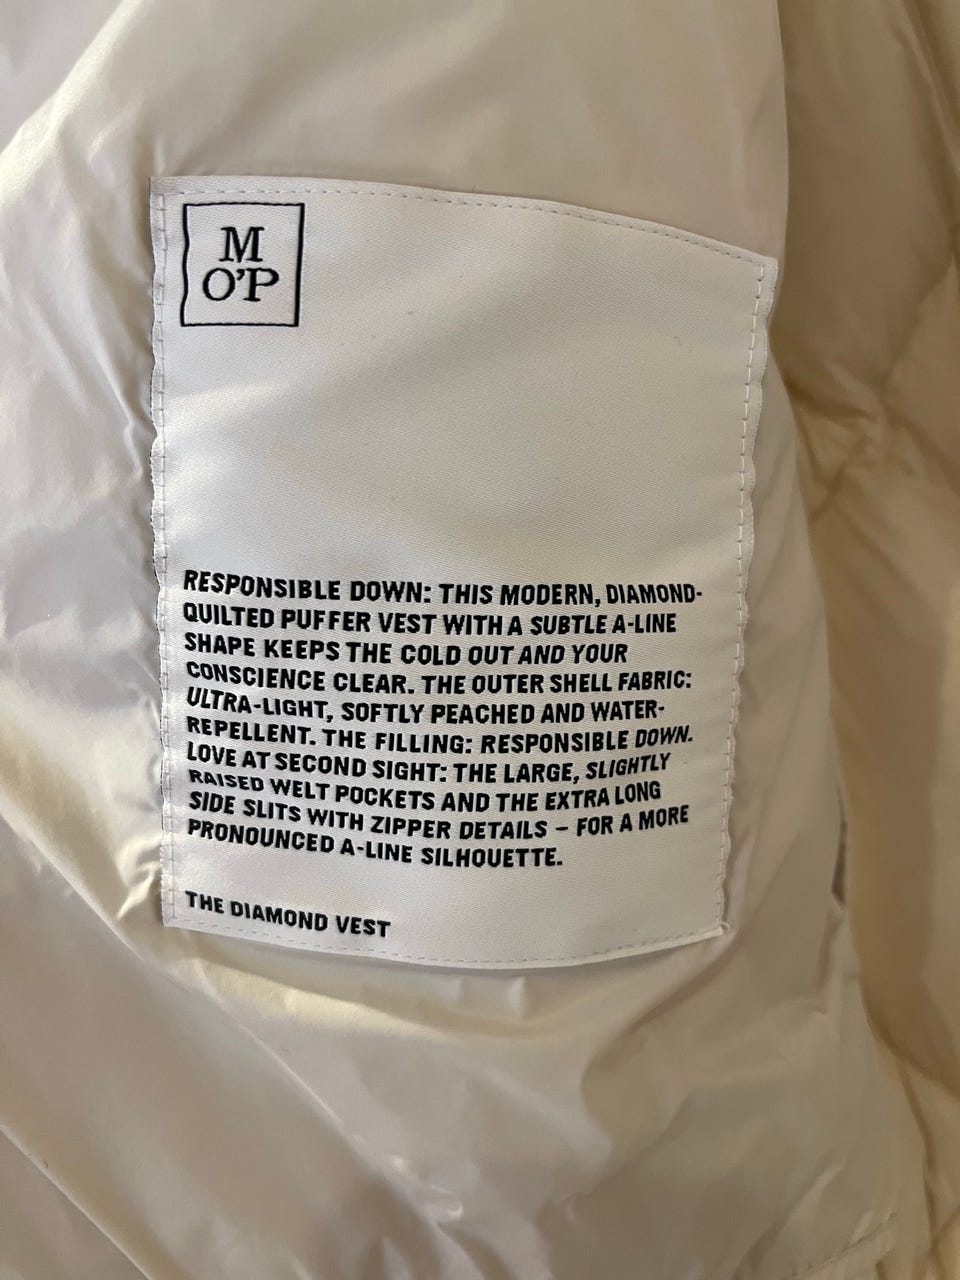 M
O'P
RESPONSIBLE DOWN: THIS MODERN, DIAMOND-
QUILTED PUFFER VEST WITH A SUBTLE A-LINE
SHAPE KEEPS THE COLD OUT AND YOUR
CONSCIENCE CLEAR. THE OUTER SHELL FABRIC:
ULTRA-LIGHT, SOFTLY PEACHED AND WATER-
REPELLENT. THE FILLING: RESPONSIBLE DOWN.
LOVE AT SECOND SIGHT: THE LARGE, SLIGHTLY
RAISED WELT POCKETS AND THE EXTRA LONG
SIDE SLITS WITH ZIPPER DETAILS – FOR A MORE
PRONOUNCED A-LINE SILHOUETTE.
THE DIAMOND VEST